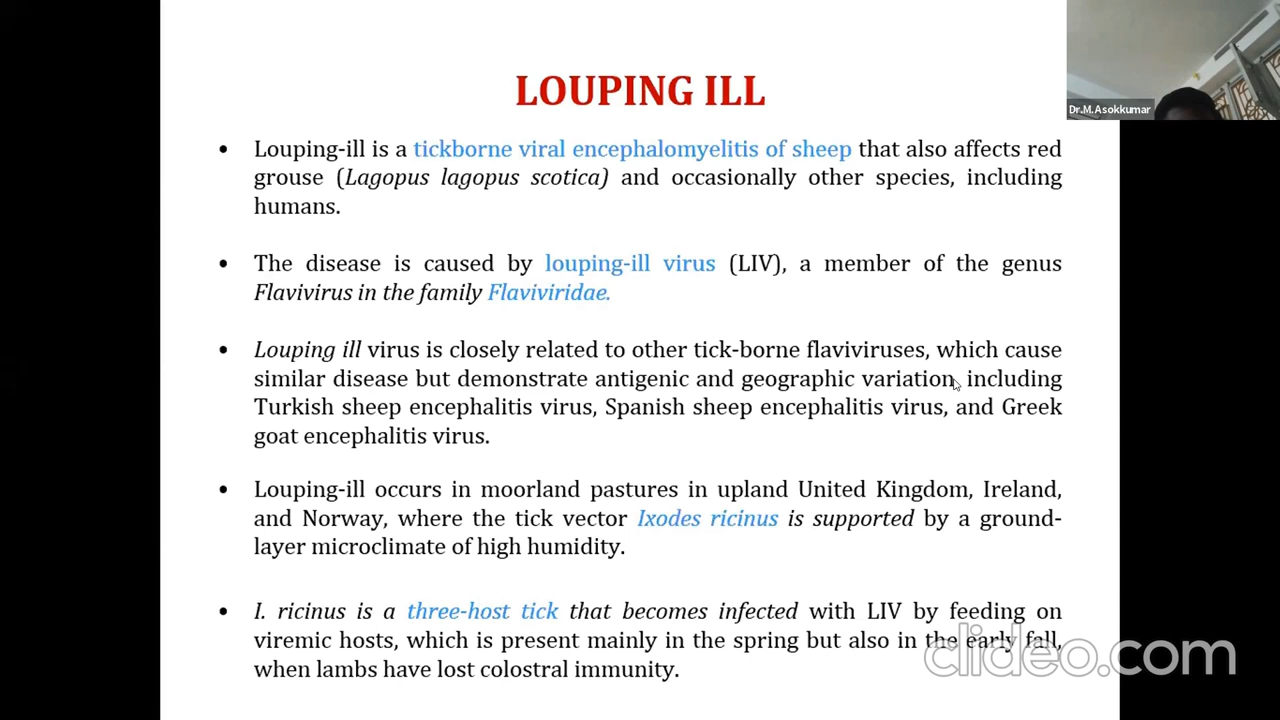 LOUPING ILL
Dr.M.Asokkumar
• Louping-ill is a tickborne viral encephalomyelitis of sheep that also affects red
grouse (Lagopus lagopus scotica) and occasionally other species, including
humans.
• The disease is caused by louping-ill virus (LIV), a member of the genus
Flavivirus in the family Flaviviridae.
• Louping ill virus is closely related to other tick-borne flaviviruses, which cause
similar disease but demonstrate antigenic and geographic variation, including
Turkish sheep encephalitis virus, Spanish sheep encephalitis virus, and Greek
goat encephalitis virus.
• Louping-ill occurs in moorland pastures in upland United Kingdom, Ireland,
and Norway, where the tick vector Ixodes ricinus is supported by a ground-
layer microclimate of high humidity.
• I. ricinus is a three-host tick that becomes infected with LIV by feeding on
viremic hosts, which is present mainly in the spring but also in the early fall,
when lambs have lost colostral immunity.
clideo.com